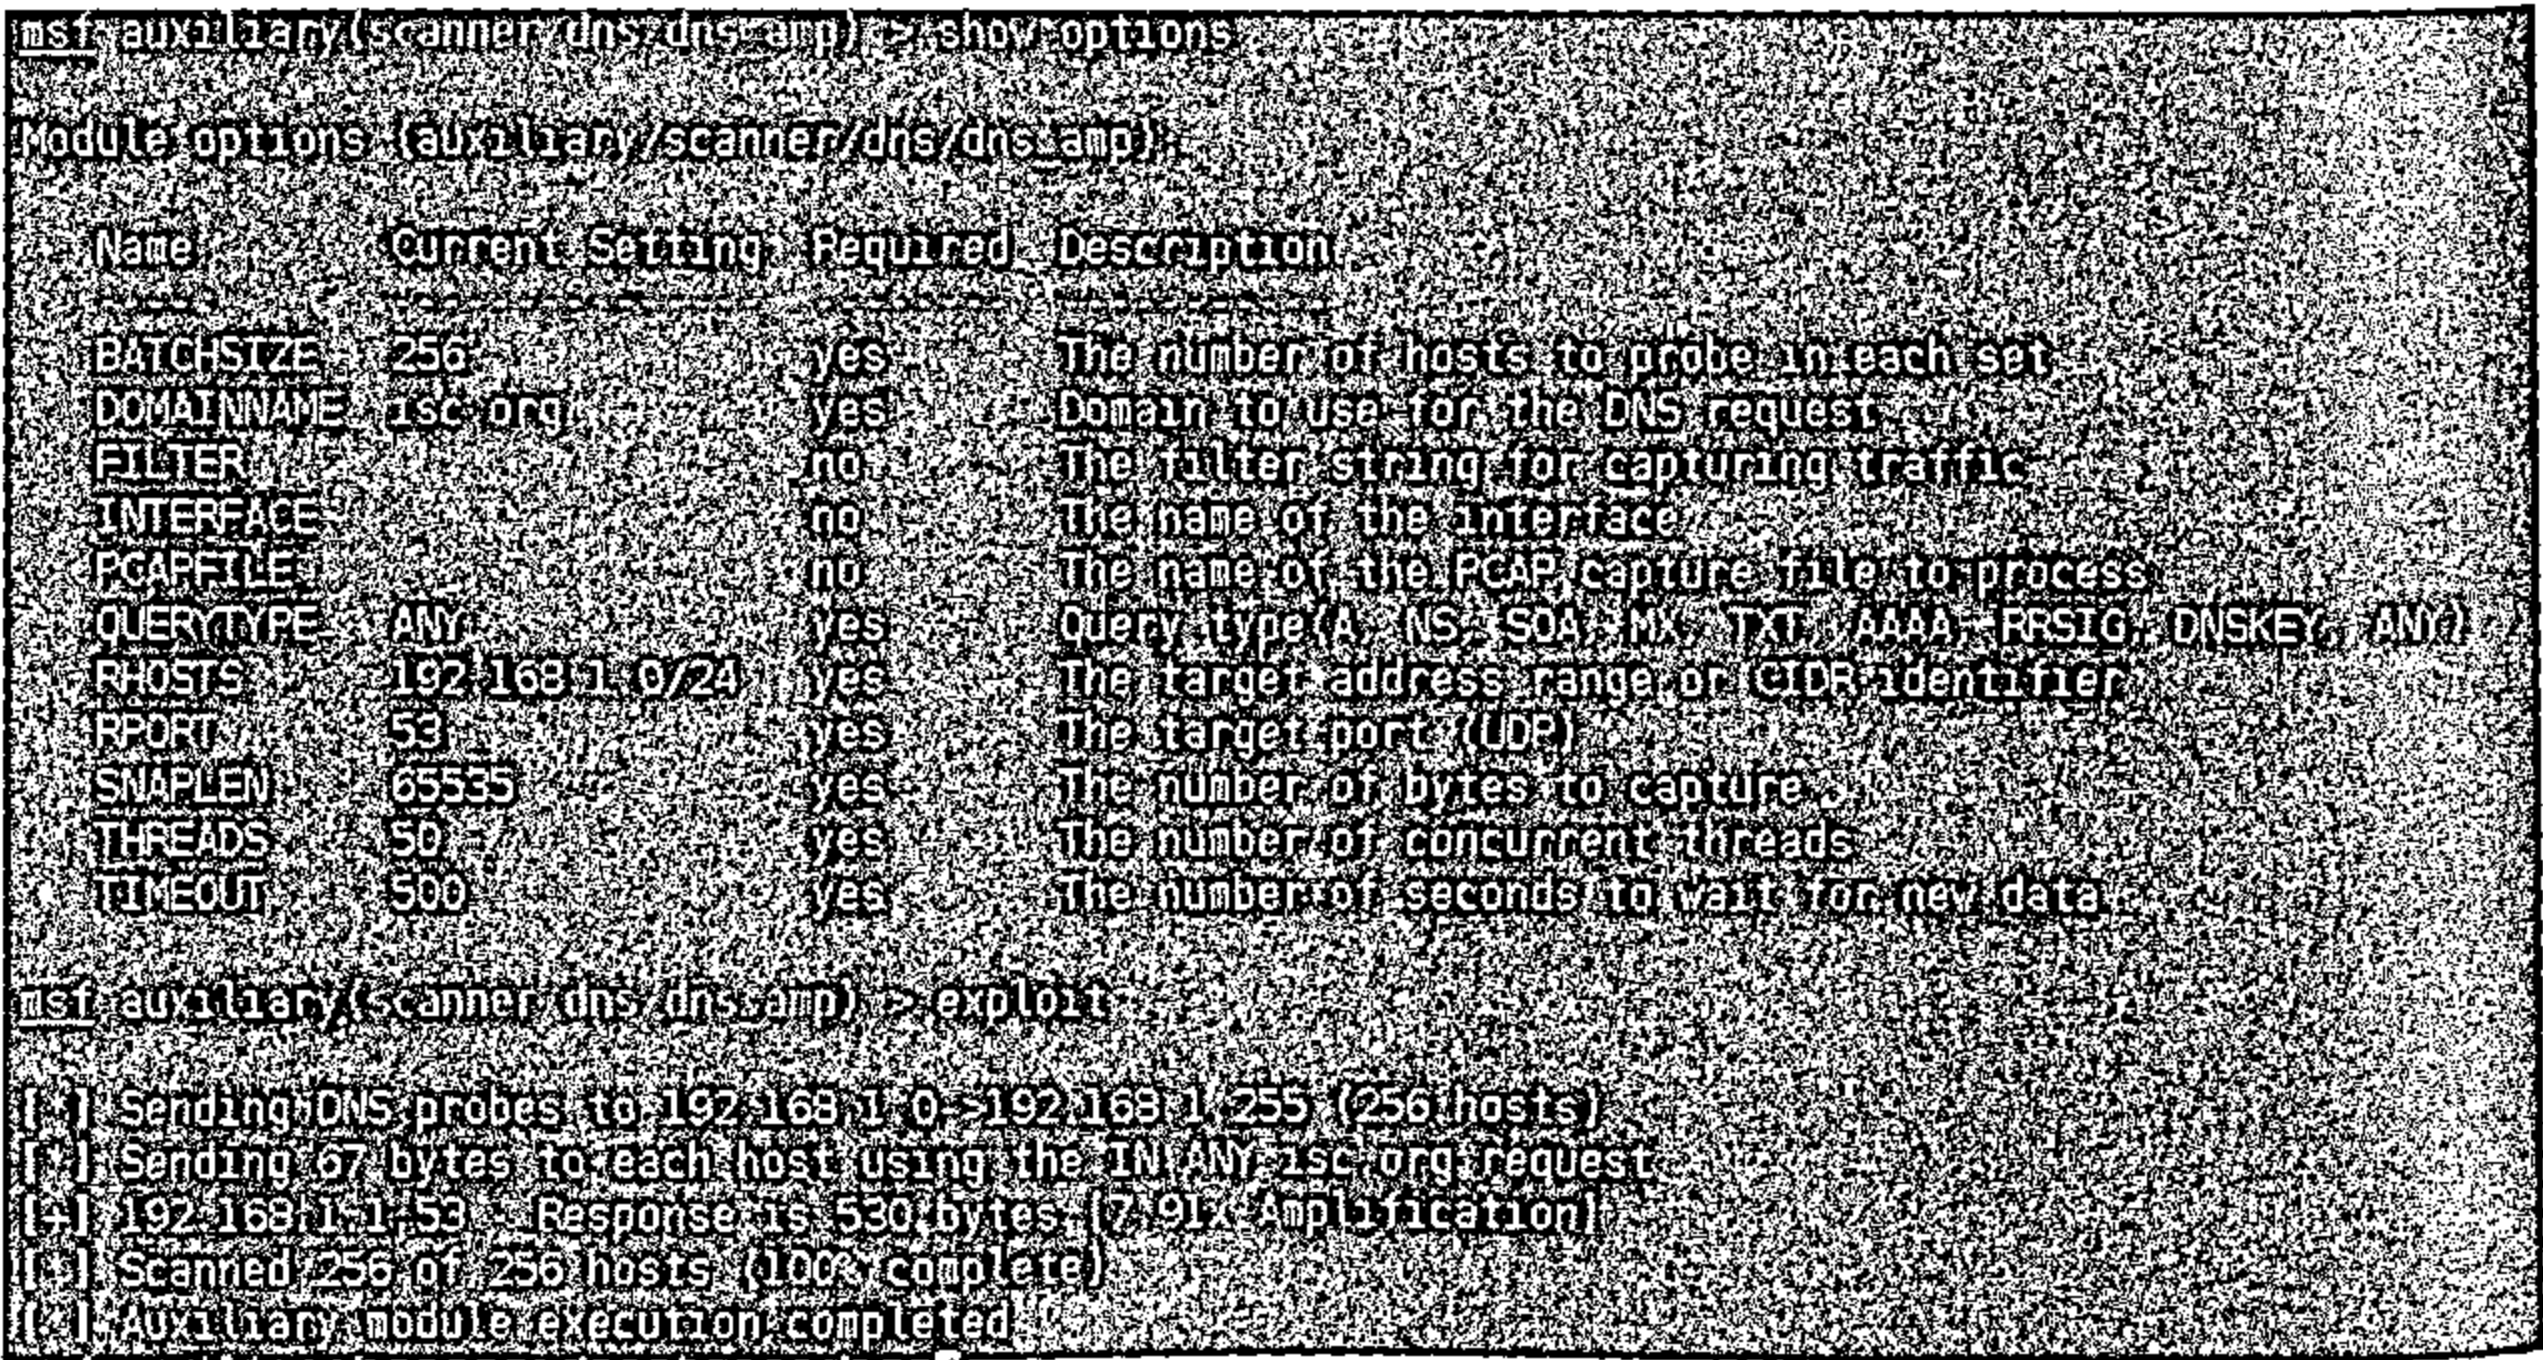 msf auxiliary(scanner/dns/dns_amp) > show options
Module options (auxiliary/scanner/dns/dns_amp):
Name Current Setting Required Description
---- --------------- -------- -----------
BATCHSIZE 256 yes The number of hosts to probe in each set
DOMAINNAME isc.org yes Domain to use for the DNS request
FILTER no The filter string for capturing traffic
INTERFACE no The name of the interface
PCAPFILE no The name of the PCAP capture file to process
QUERYTYPE ANY yes Query type(A, NS, SOA, MX, TXT, AAAA, RRSIG, DNSKEY, ANY)
RHOSTS 192.168.1.0/24 yes The target address range or CIDR identifier
RPORT 53 yes The target port (UDP)
SNAPLEN 65535 yes The number of bytes to capture
THREADS 50 yes The number of concurrent threads
TIMEOUT 500 yes The number of seconds to wait for new data
msf auxiliary(scanner/dns/dns_amp) > exploit
[*] Sending DNS probes to 192.168.1.0->192.168.1.255 (256 hosts)
[*] Sending 67 bytes to each host using the IN ANY isc.org request
[+] 192.168.1.1:53 - Response is 530 bytes [7.91x Amplification]
[*] Scanned 256 of 256 hosts (100% complete)
[*] Auxiliary module execution completed